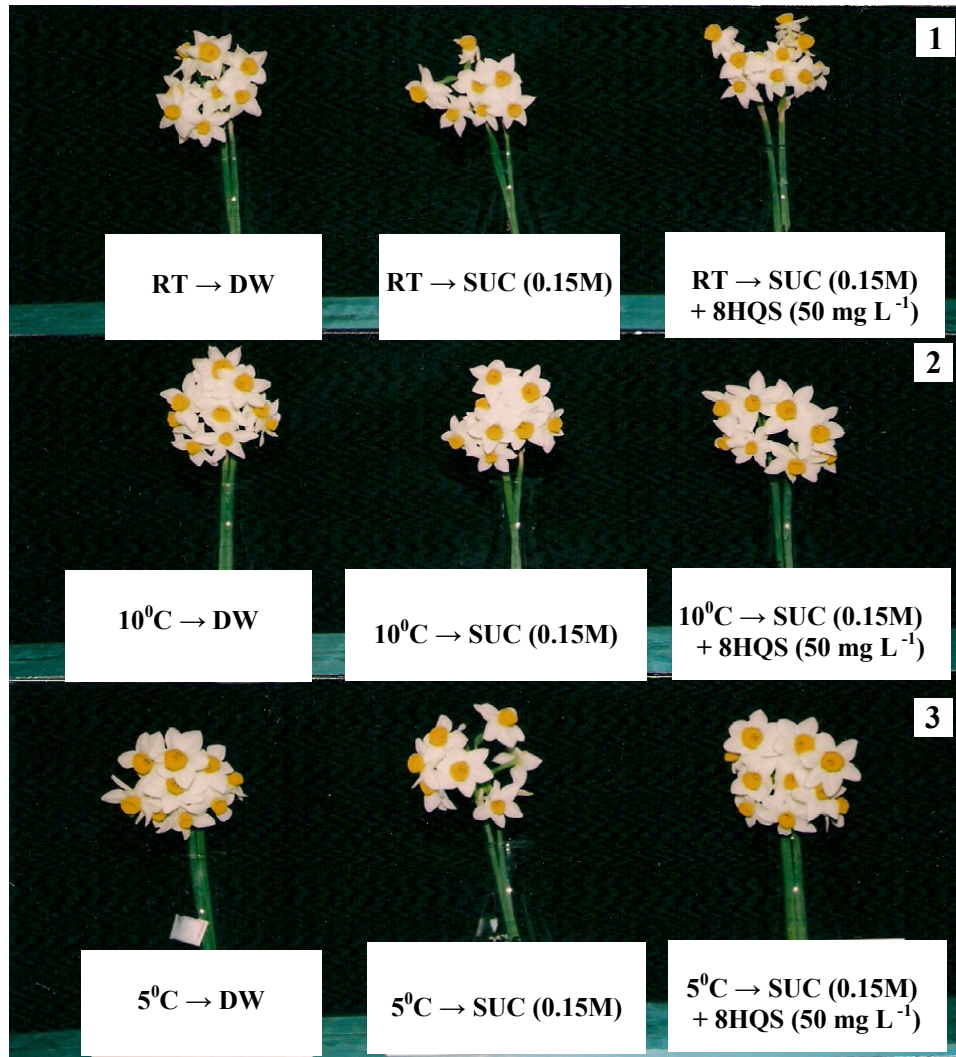 1
RT → DW
RT → SUC (0.15M)
RT → SUC (0.15M)
+ 8HQS (50 mg L⁻¹)
2
10⁰C → DW
10⁰C → SUC (0.15M)
10⁰C → SUC (0.15M)
+ 8HQS (50 mg L⁻¹)
3
5⁰C → DW
5⁰C → SUC (0.15M)
5⁰C → SUC (0.15M)
+ 8HQS (50 mg L⁻¹)